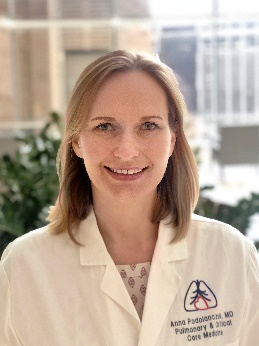 Anna Podolanczuk, MD
Pulmonary & Critical
Care Medicine